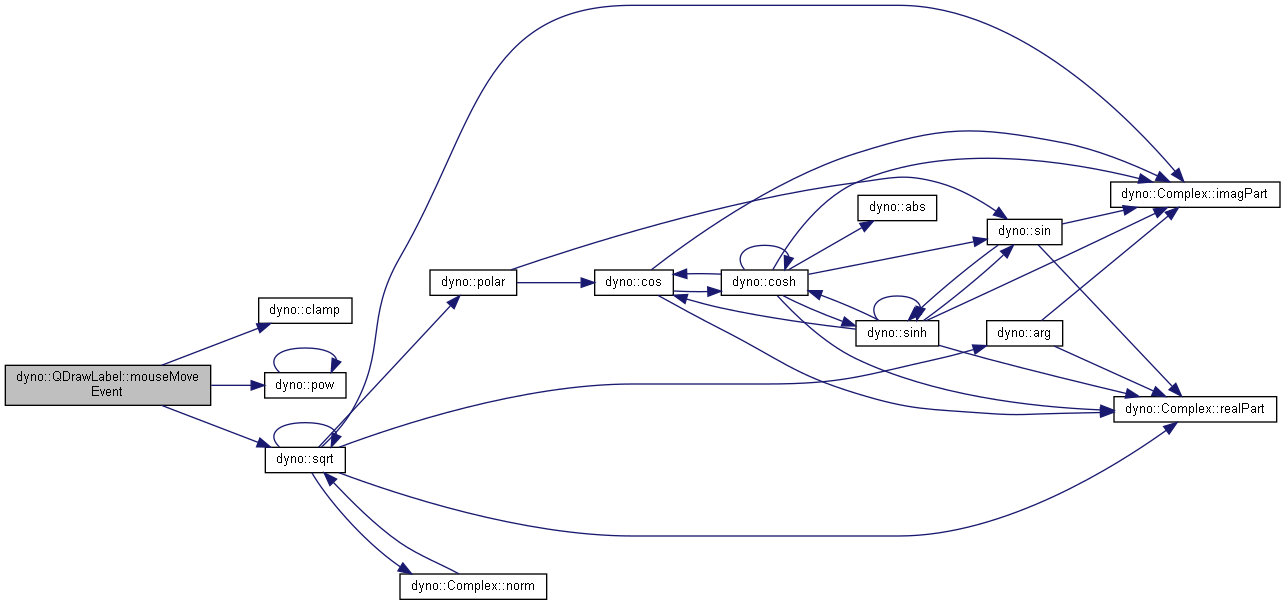 dyno::QDrawLabel::mouseMove
Event
dyno::clamp
dyno::pow
dyno::sqrt
dyno::polar
dyno::Complex::norm
dyno::cos
dyno::cosh
dyno::abs
dyno::sinh
dyno::sin
dyno::arg
dyno::Complex::imagPart
dyno::Complex::realPart